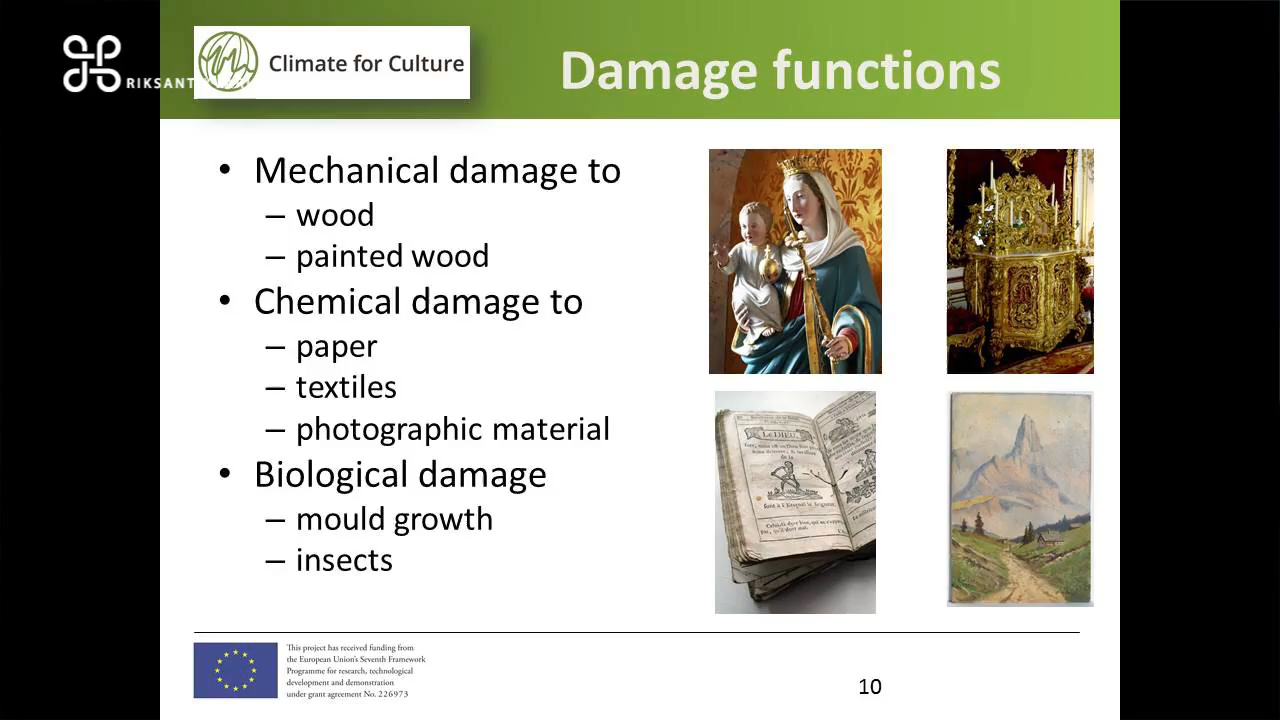 RIKSANT
Climate for Culture
Damage functions
• Mechanical damage to
– wood
– painted wood
• Chemical damage to
– paper
– textiles
– photographic material
• Biological damage
– mould growth
– insects
LE DIEU,
This project has received funding from
the European Union's Seventh Framework
Programme for research, technological
development and demonstration
under grant agreement No. 226973
10